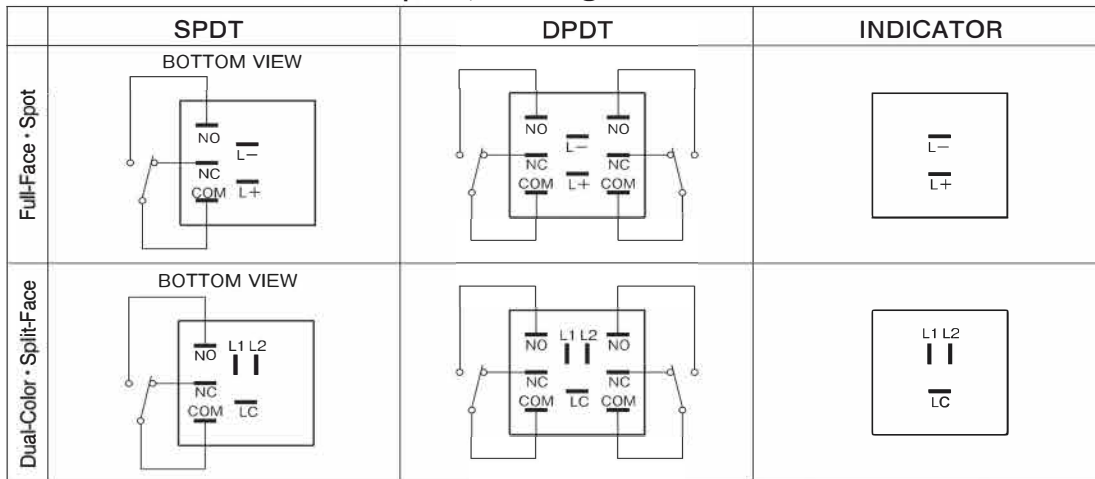 SPDT DPDT INDICATOR
Full-Face・Spot
BOTTOM VIEW
NO
L−
NC
COM L+
NO NO
L−
NC NC
COM L+ COM
L−
L+
Dual-Color・Split-Face
BOTTOM VIEW
NO L1 L2
NC
COM LC
NO L1 L2 NO
NC NC
COM LC COM
L1 L2
LC